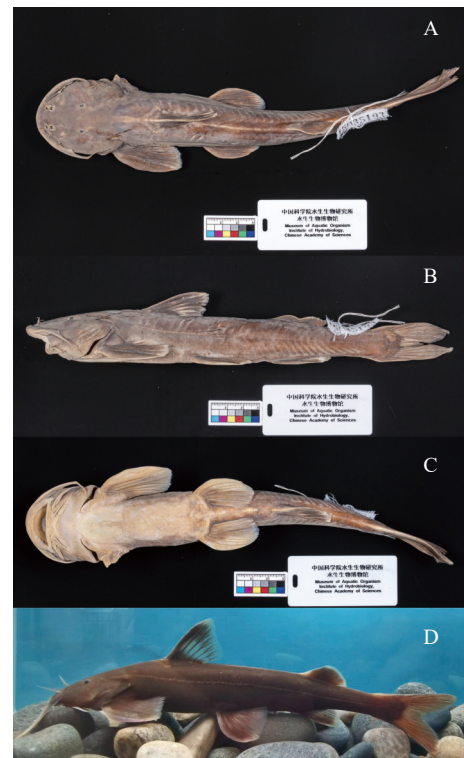 A
中国科学院水生生物研究所
水生生物博物馆
Museum of Aquatic Organism
Institute of Hydrobiology,
Chinese Academy of Sciences
B
中国科学院水生生物研究所
水生生物博物馆
Museum of Aquatic Organism
Institute of Hydrobiology,
Chinese Academy of Sciences
C
中国科学院水生生物研究所
水生生物博物馆
Museum of Aquatic Organism
Institute of Hydrobiology,
Chinese Academy of Sciences
D